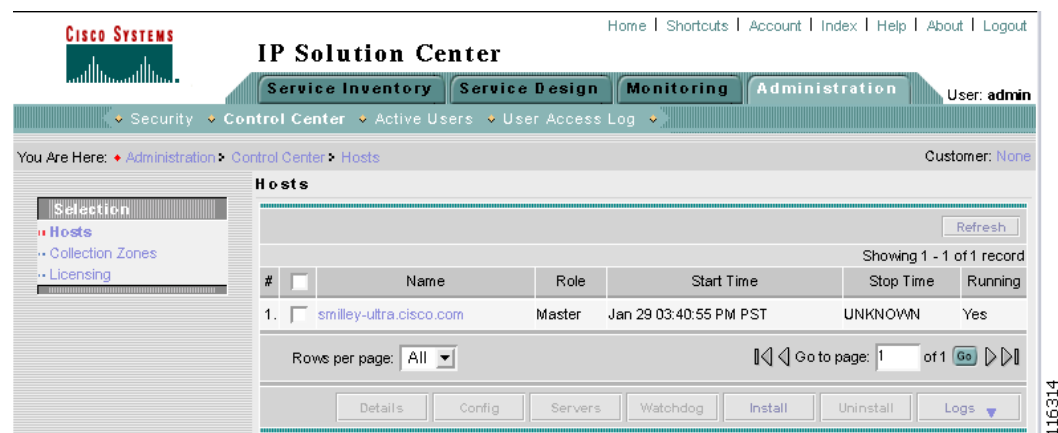 CISCO SYSTEMS
Home | Shortcuts | Account | Index | Help | About | Logout
IP Solution Center
Service Inventory Service Design Monitoring Administration User: admin
Security Control Center Active Users User Access Log
You Are Here: Administration Control Center Hosts Customer: None
Hosts
Selection
Hosts
Collection Zones
Licensing
Refresh
Showing 1 - 1 of 1 record
# Name Role Start Time Stop Time Running
1. smilley-ultra.cisco.com Master Jan 29 03:40:55 PM PST UNKNOWN Yes
Rows per page: All Go to page: 1 of 1 Go
Details Config Servers Watchdog Install Uninstall Logs
116314